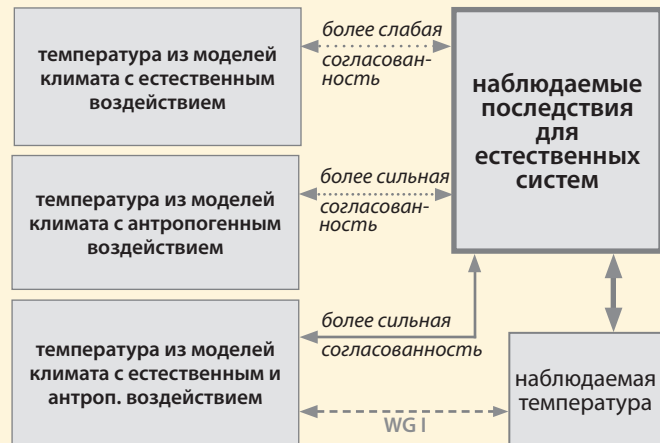 температура из моделей
климата с естественным
воздействием
более слабая
согласован-
ность
наблюдаемые
последствия
для
естественных
систем
температура из моделей
климата с антропогенным
воздействием
более сильная
согласован-
ность
температура из моделей
климата с естественным и
антроп. воздействием
более сильная
согласованность
WG I
наблюдаемая
температура